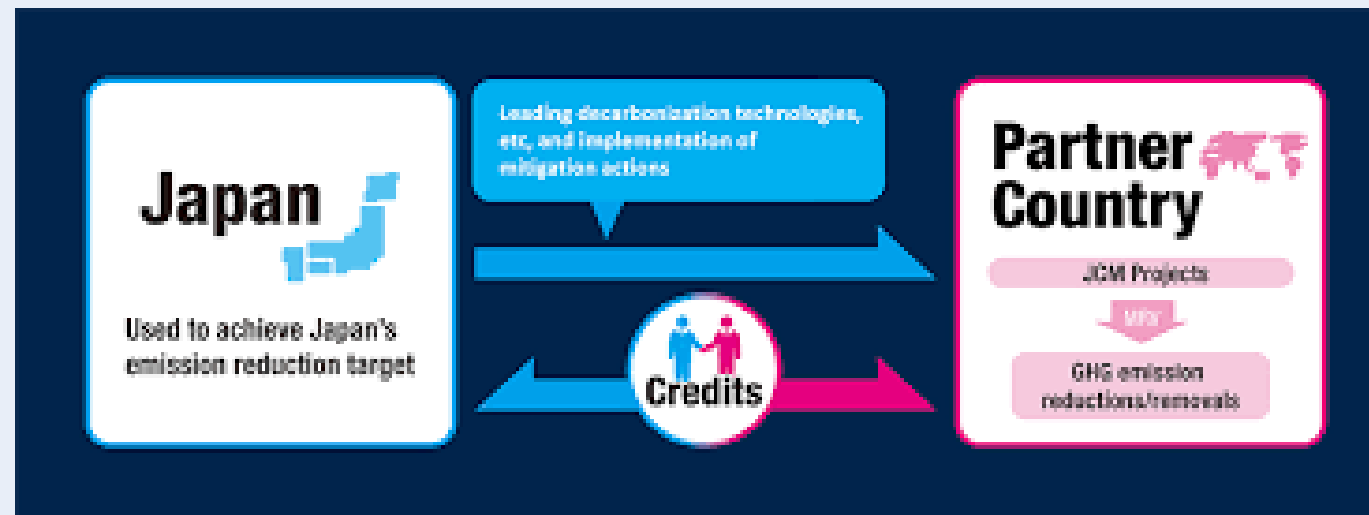 Japan
Used to achieve Japan's
emission reduction target
Leading decarbonization technologies,
etc, and implementation of
mitigation actions
Credits
Partner
Country
JCM Projects
MRV
GHG emission
reductions/removals